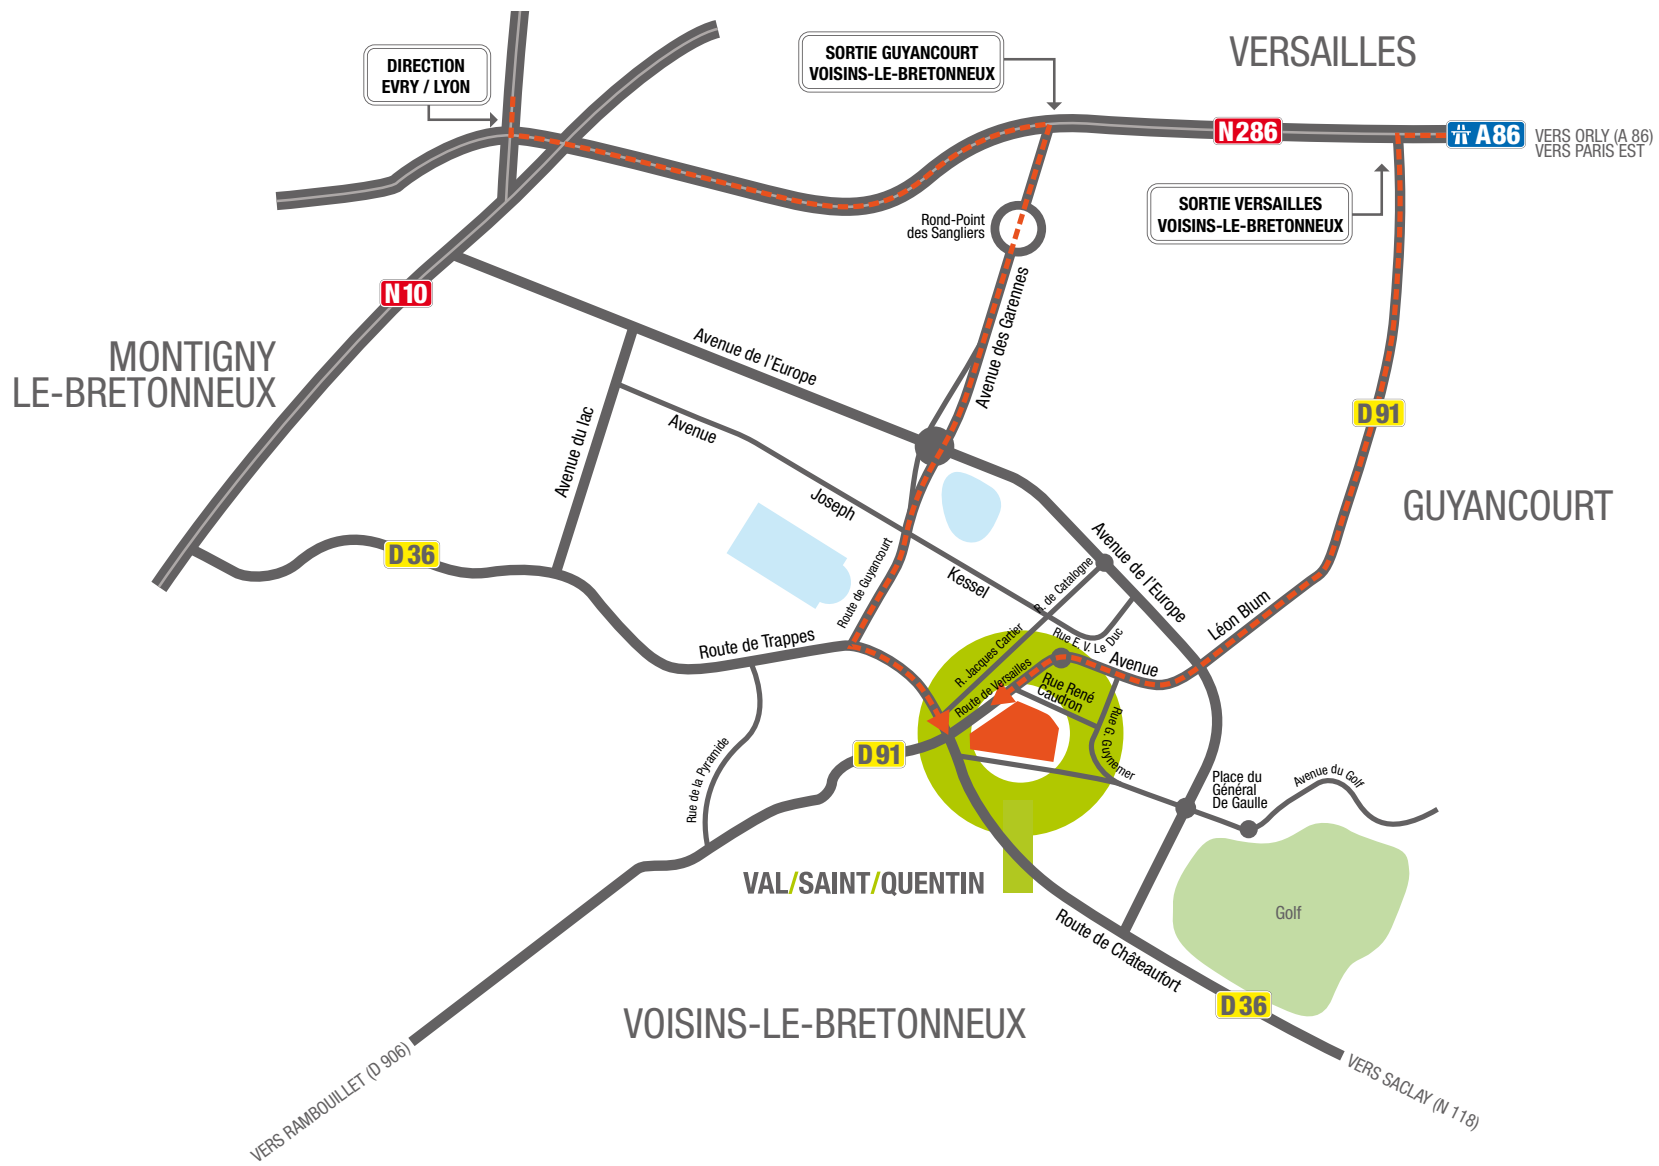 VERSAILLES
SORTIE GUYANCOURT
VOISINS-LE-BRETONNEUX
DIRECTION
EVRY / LYON
N286
A86
VERS ORLY (A 86)
VERS PARIS EST
SORTIE VERSAILLES
VOISINS-LE-BRETONNEUX
Rond-Point
des Sangliers
N10
Avenue des Garennes
MONTIGNY
LE-BRETONNEUX
Avenue de l'Europe
D91
Avenue du lac
Avenue
Joseph
Kessel
GUYANCOURT
D36
Route de Guyancourt
Avenue de l'Europe
R. de Catalogne
Léon Blum
Avenue
Rue E. V. Le Duc
R. Jacques Cartier
Route de Versailles
Route de Trappes
Rue René
Caudron
Rue G. Guynemer
Rue de la Pyramide
D91
Place du
Général
De Gaulle
Avenue du Golf
VAL/SAINT/QUENTIN
Golf
Route de Châteaufort
D36
VOISINS-LE-BRETONNEUX
VERS RAMBOUILLET (D 906)
VERS SACLAY (N 118)